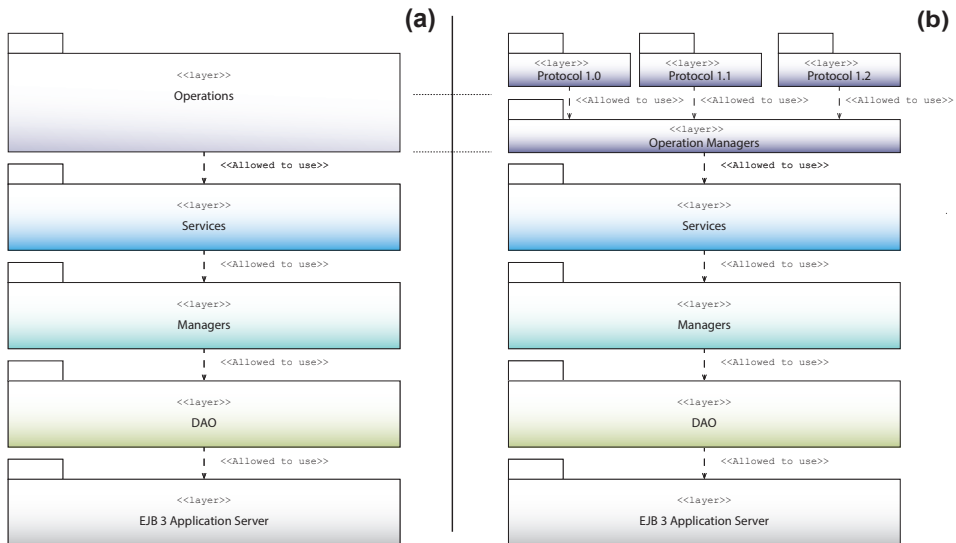 (a)
<<layer>>
Operations
<<Allowed to use>>
<<layer>>
Services
<<Allowed to use>>
<<layer>>
Managers
<<Allowed to use>>
<<layer>>
DAO
<<Allowed to use>>
<<layer>>
EJB 3 Application Server
(b)
<<layer>>
Protocol 1.0
<<layer>>
Protocol 1.1
<<layer>>
Protocol 1.2
<<Allowed to use>>
<<Allowed to use>>
<<Allowed to use>>
<<layer>>
Operation Managers
<<Allowed to use>>
<<layer>>
Services
<<Allowed to use>>
<<layer>>
Managers
<<Allowed to use>>
<<layer>>
DAO
<<Allowed to use>>
<<layer>>
EJB 3 Application Server